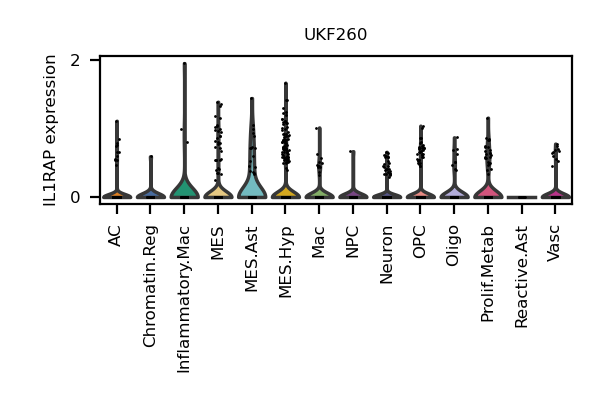 UKF260
IL1RAP expression
2
0
AC
Chromatin.Reg
Inflammatory.Mac
MES
MES.Ast
MES.Hyp
Mac
NPC
Neuron
OPC
Oligo
Prolif.Metab
Reactive.Ast
Vasc